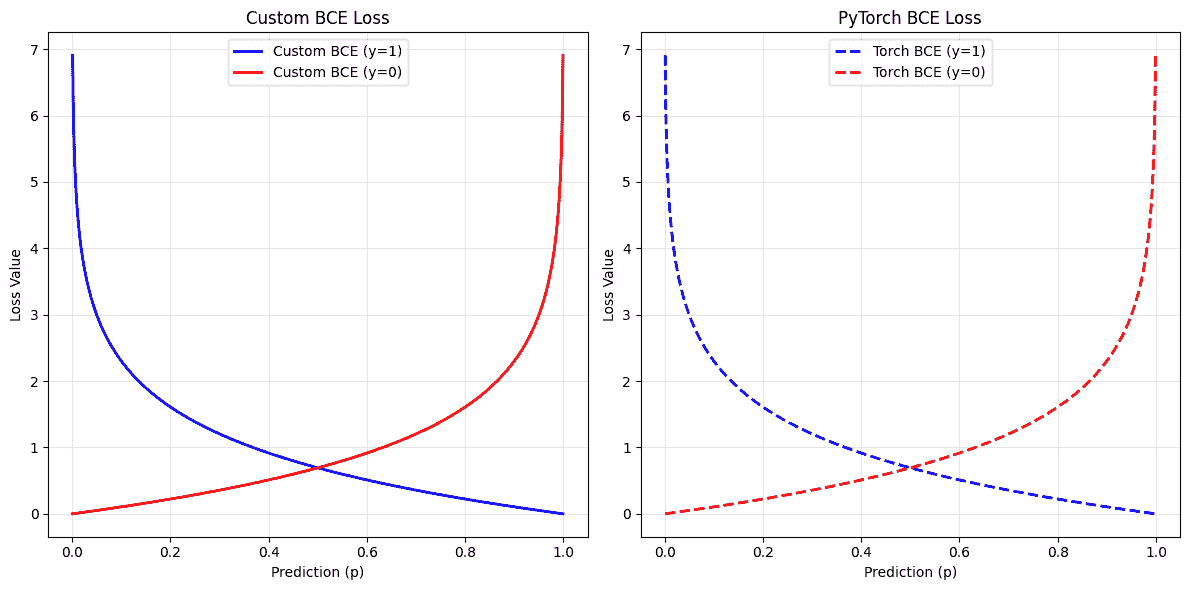 Custom BCE Loss
Custom BCE (y=1)
Custom BCE (y=0)
7
6
5
4
3
2
1
0
Loss Value
0.0 0.2 0.4 0.6 0.8 1.0
Prediction (p)
PyTorch BCE Loss
Torch BCE (y=1)
Torch BCE (y=0)
7
6
5
4
3
2
1
0
Loss Value
0.0 0.2 0.4 0.6 0.8 1.0
Prediction (p)